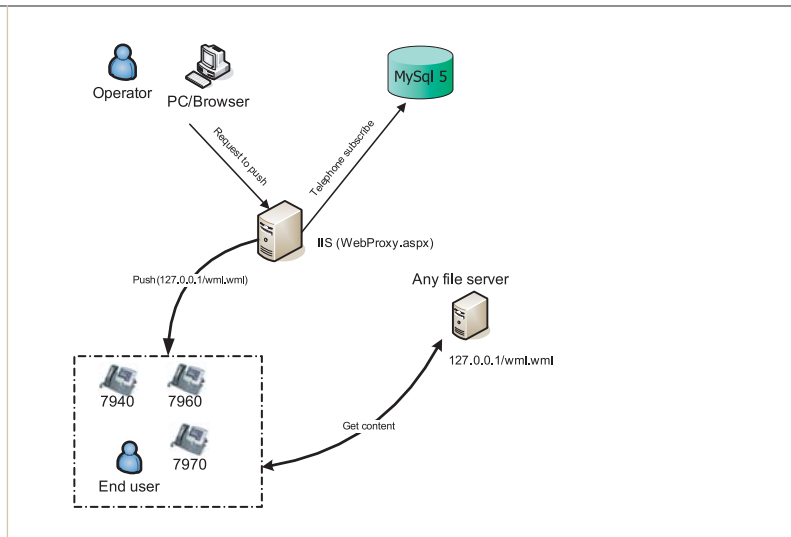 MySql 5
Operator
PC/Browser
Request to push
Telephone subscribe
IIS (WebProxy.aspx)
Push(127.0.0.1/wml.wml)
Any file server
127.0.0.1/wml.wml
7940
7960
Get content
7970
End user